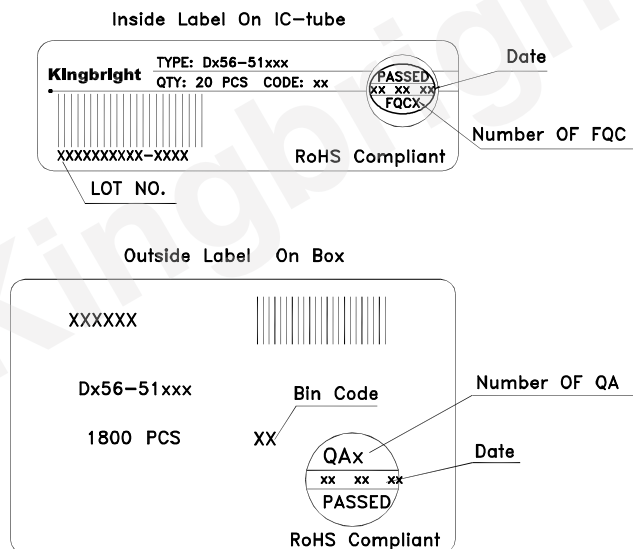 Inside Label On IC-tube
Kingbright
TYPE: Dx56-51xxx
QTY: 20 PCS CODE: xx
PASSED
xx xx xx
FQCX
Date
Number OF FQC
XXXXXXXXXX-XXXX
RoHS Compliant
LOT NO.
Outside Label On Box
XXXXXX
Dx56-51xxx
Bin Code
Number OF QA
1800 PCS
XX
QAx
Date
xx xx xx
PASSED
RoHS Compliant
Kingbright